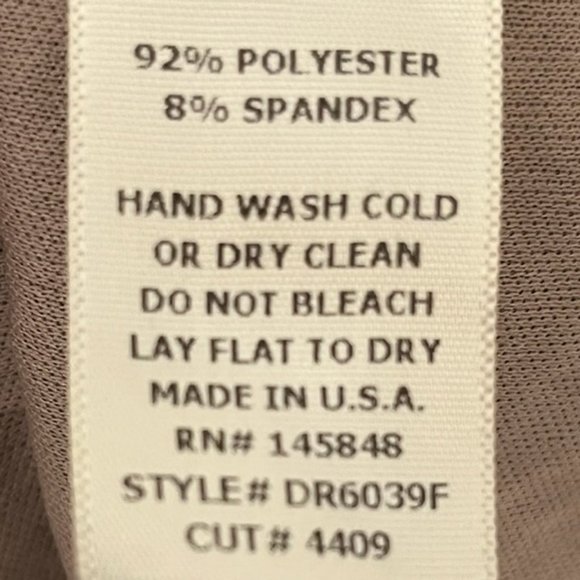 92% POLYESTER
8% SPANDEX
HAND WASH COLD
OR DRY CLEAN
DO NOT BLEACH
LAY FLAT TO DRY
MADE IN U.S.A.
RN# 145848
STYLE# DR6039F
CUT# 4409